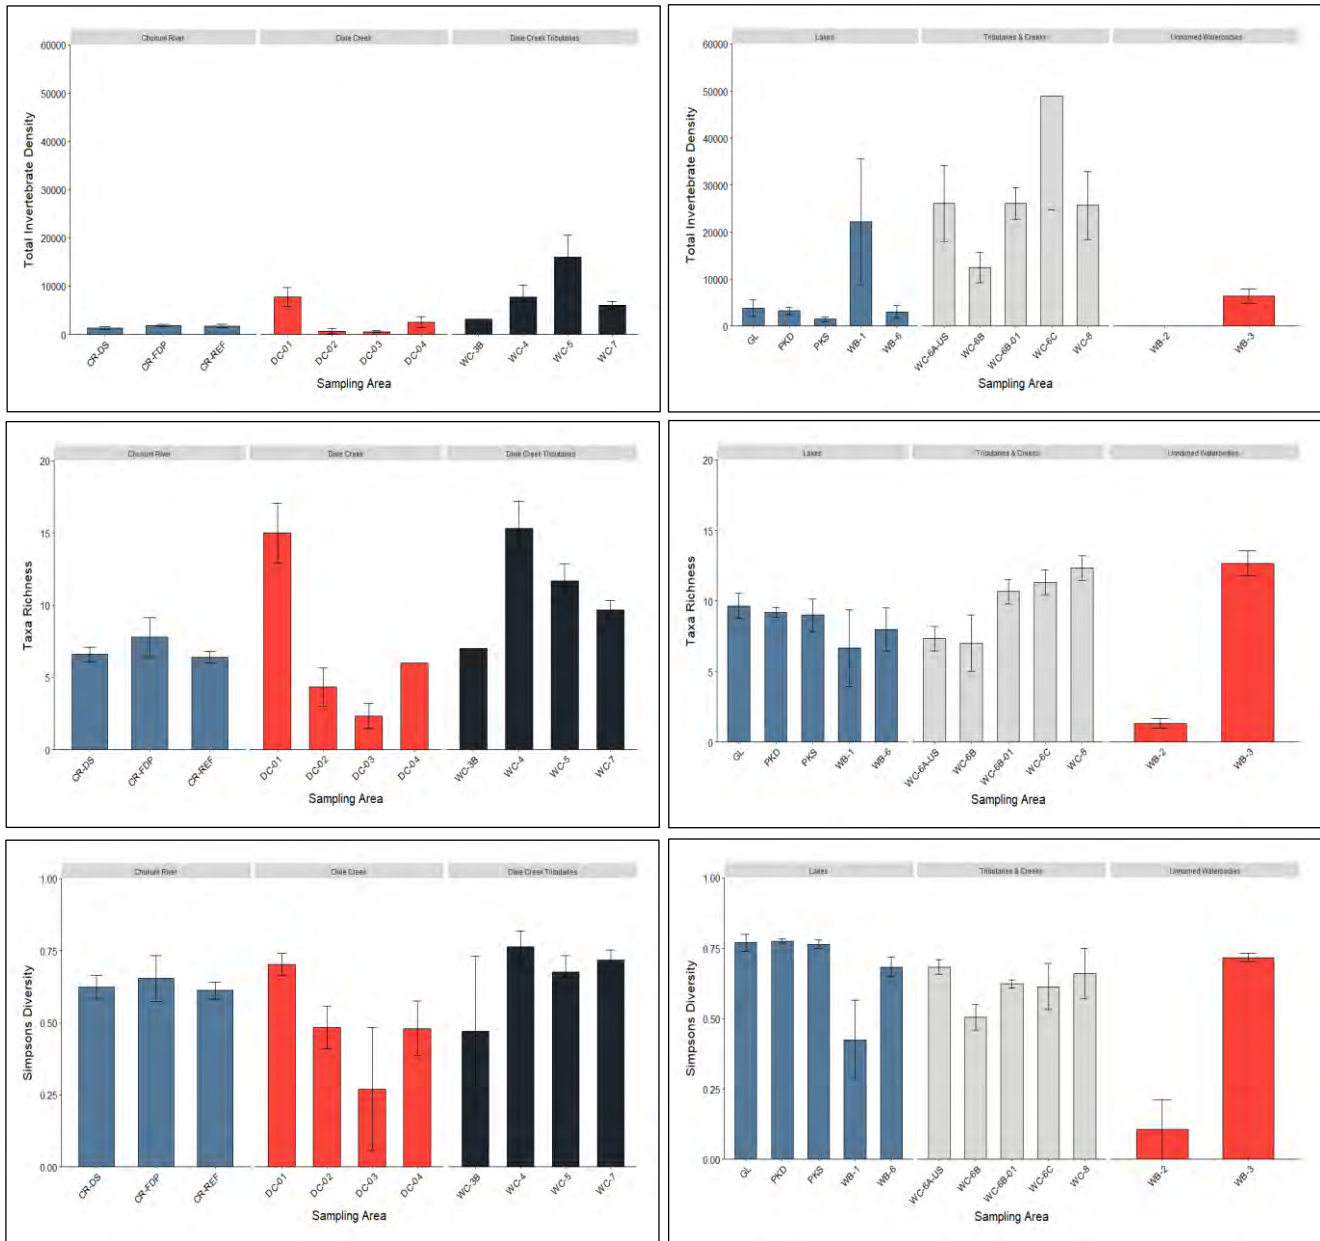 Chukuni River Dixie Creek Dixie Creek Tributaries
60000
50000
40000
30000
20000
10000
0
Total Invertebrate Density
CR-DS CR-FDP CR-REF DC-01 DC-02 DC-03 DC-04 WC-3B WC-4 WC-5 WC-7
Sampling Area
Lakes Tributaries & Creeks Unnamed Waterbodies
60000
50000
40000
30000
20000
10000
0
Total Invertebrate Density
GL PKD PKS WB-1 WB-6 WC-6A-US WC-6B WC-6B-01 WC-6C WC-8 WB-2 WB-3
Sampling Area
Chukuni River Dixie Creek Dixie Creek Tributaries
20
15
10
5
0
Taxa Richness
CR-DS CR-FDP CR-REF DC-01 DC-02 DC-03 DC-04 WC-3B WC-4 WC-5 WC-7
Sampling Area
Lakes Tributaries & Creeks Unnamed Waterbodies
20
15
10
5
0
Taxa Richness
GL PKD PKS WB-1 WB-6 WC-6A-US WC-6B WC-6B-01 WC-6C WC-8 WB-2 WB-3
Sampling Area
Chukuni River Dixie Creek Dixie Creek Tributaries
1.00
0.75
0.50
0.25
0.00
Simpsons Diversity
CR-DS CR-FDP CR-REF DC-01 DC-02 DC-03 DC-04 WC-3B WC-4 WC-5 WC-7
Sampling Area
Lakes Tributaries & Creeks Unnamed Waterbodies
1.00
0.75
0.50
0.25
0.00
Simpsons Diversity
GL PKD PKS WB-1 WB-6 WC-6A-US WC-6B WC-6B-01 WC-6C WC-8 WB-2 WB-3
Sampling Area